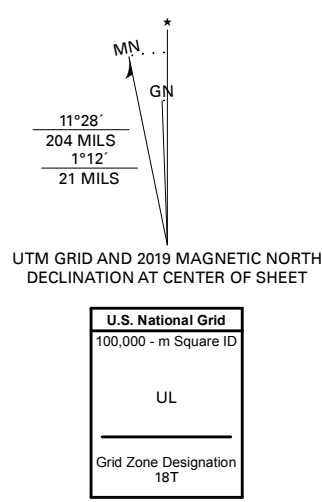 ★
MN
GN
11°28´
204 MILS
1°12´
21 MILS
UTM GRID AND 2019 MAGNETIC NORTH
DECLINATION AT CENTER OF SHEET
U.S. National Grid
100,000 - m Square ID
UL
Grid Zone Designation
18T